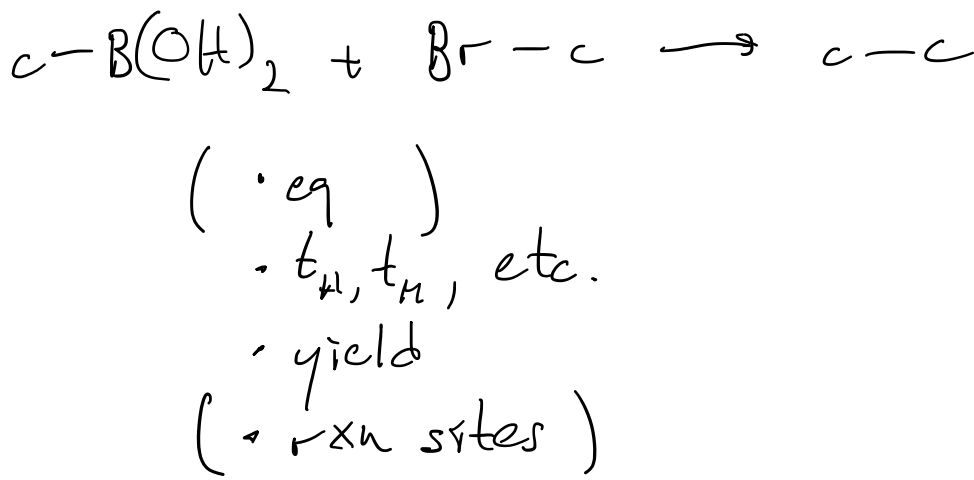 c-B(OH)2 + Br-c → c-c
( · eq )
· t, t, etc.
· yield
( · rxn sites )